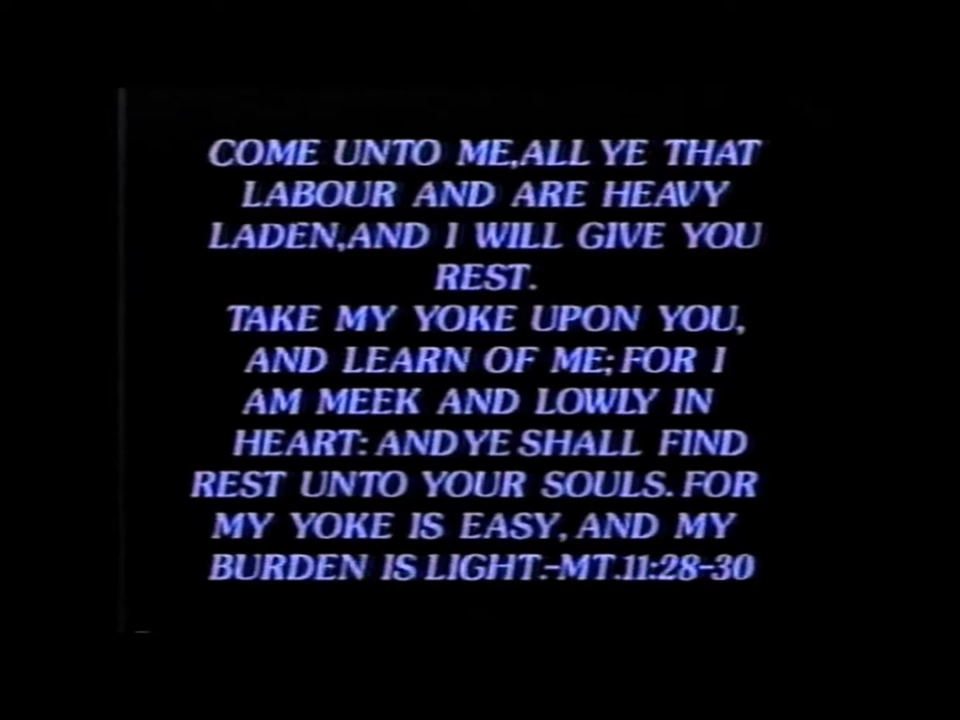 COME UNTO ME,ALL YE THAT
LABOUR AND ARE HEAVY
LADEN,AND I WILL GIVE YOU
REST.
TAKE MY YOKE UPON YOU,
AND LEARN OF ME; FOR I
AM MEEK AND LOWLY IN
HEART: AND YE SHALL FIND
REST UNTO YOUR SOULS. FOR
MY YOKE IS EASY, AND MY
BURDEN IS LIGHT.-MT.11:28-30